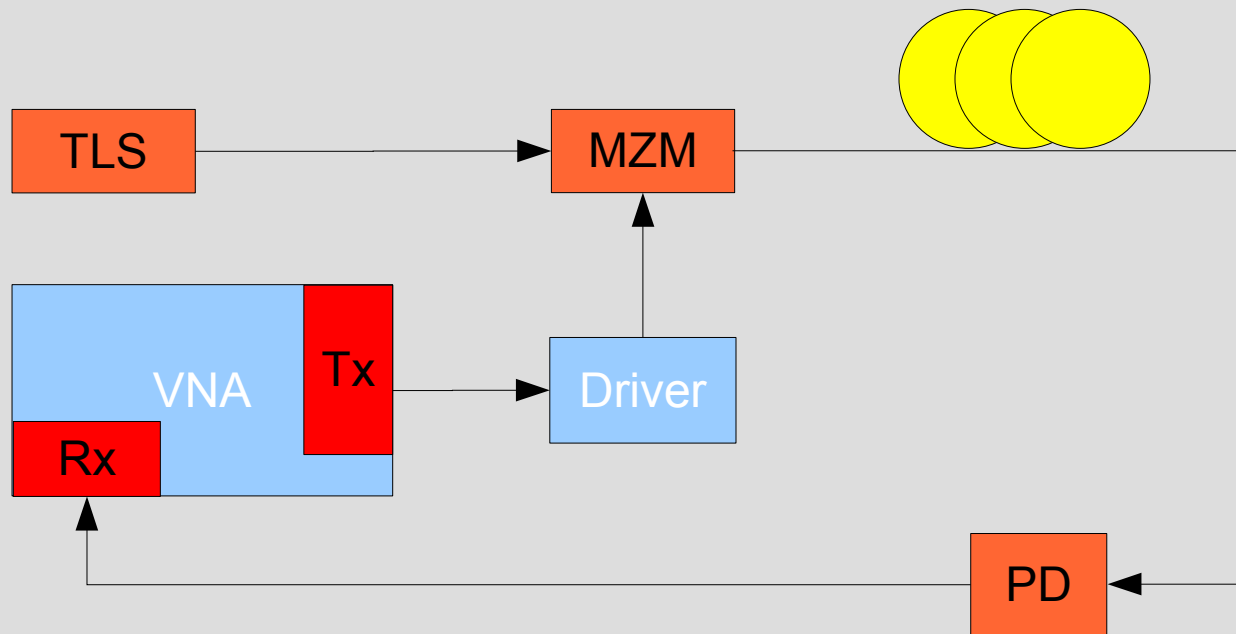 TLS
MZM
VNA
Tx
Driver
Rx
PD